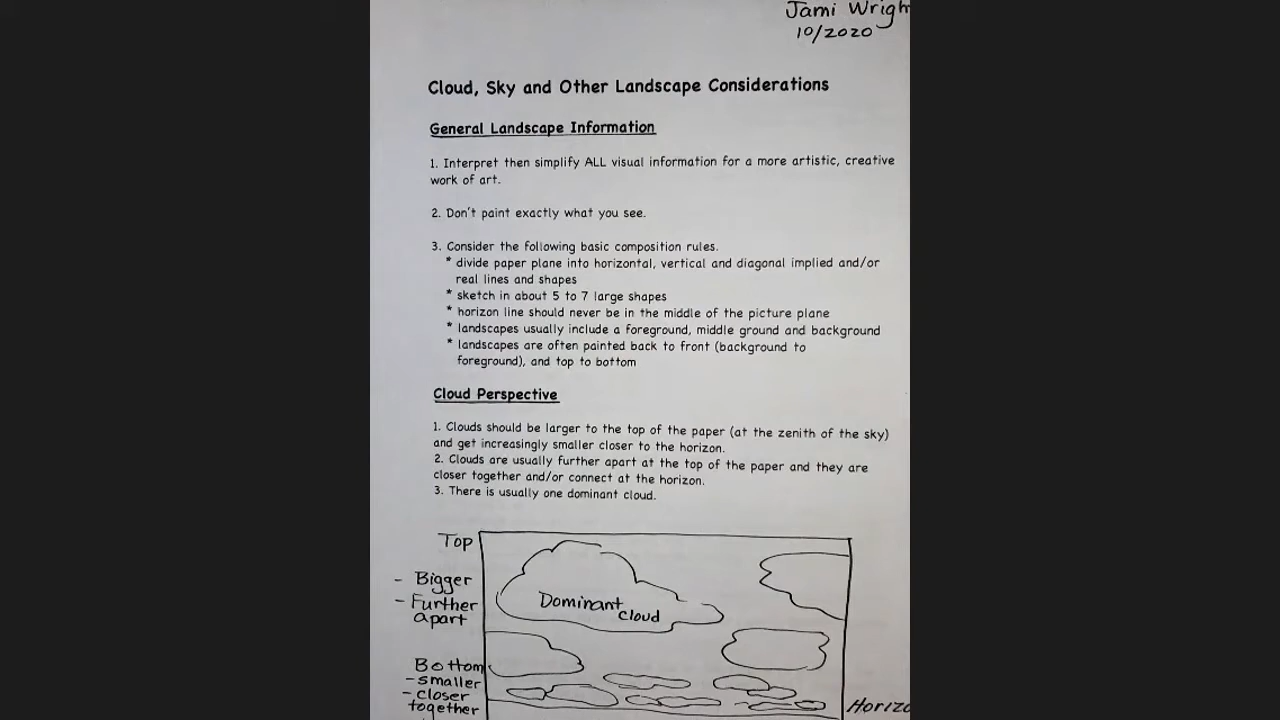 Jami Wrigh
10/2020
Cloud, Sky and Other Landscape Considerations
General Landscape Information
1. Interpret then simplify ALL visual information for a more artistic, creative
work of art.
2. Don't paint exactly what you see.
3. Consider the following basic composition rules.
* divide paper plane into horizontal, vertical and diagonal implied and/or
real lines and shapes
* sketch in about 5 to 7 large shapes
* horizon line should never be in the middle of the picture plane
* landscapes usually include a foreground, middle ground and background
* landscapes are often painted back to front (background to
foreground), and top to bottom
Cloud Perspective
1. Clouds should be larger to the top of the paper (at the zenith of the sky)
and get increasingly smaller closer to the horizon.
2. Clouds are usually further apart at the top of the paper and they are
closer together and/or connect at the horizon.
3. There is usually one dominant cloud.
Top
- Bigger
- Further
apart
Dominant
cloud
Bottom
- smaller
- closer
together
Horizo